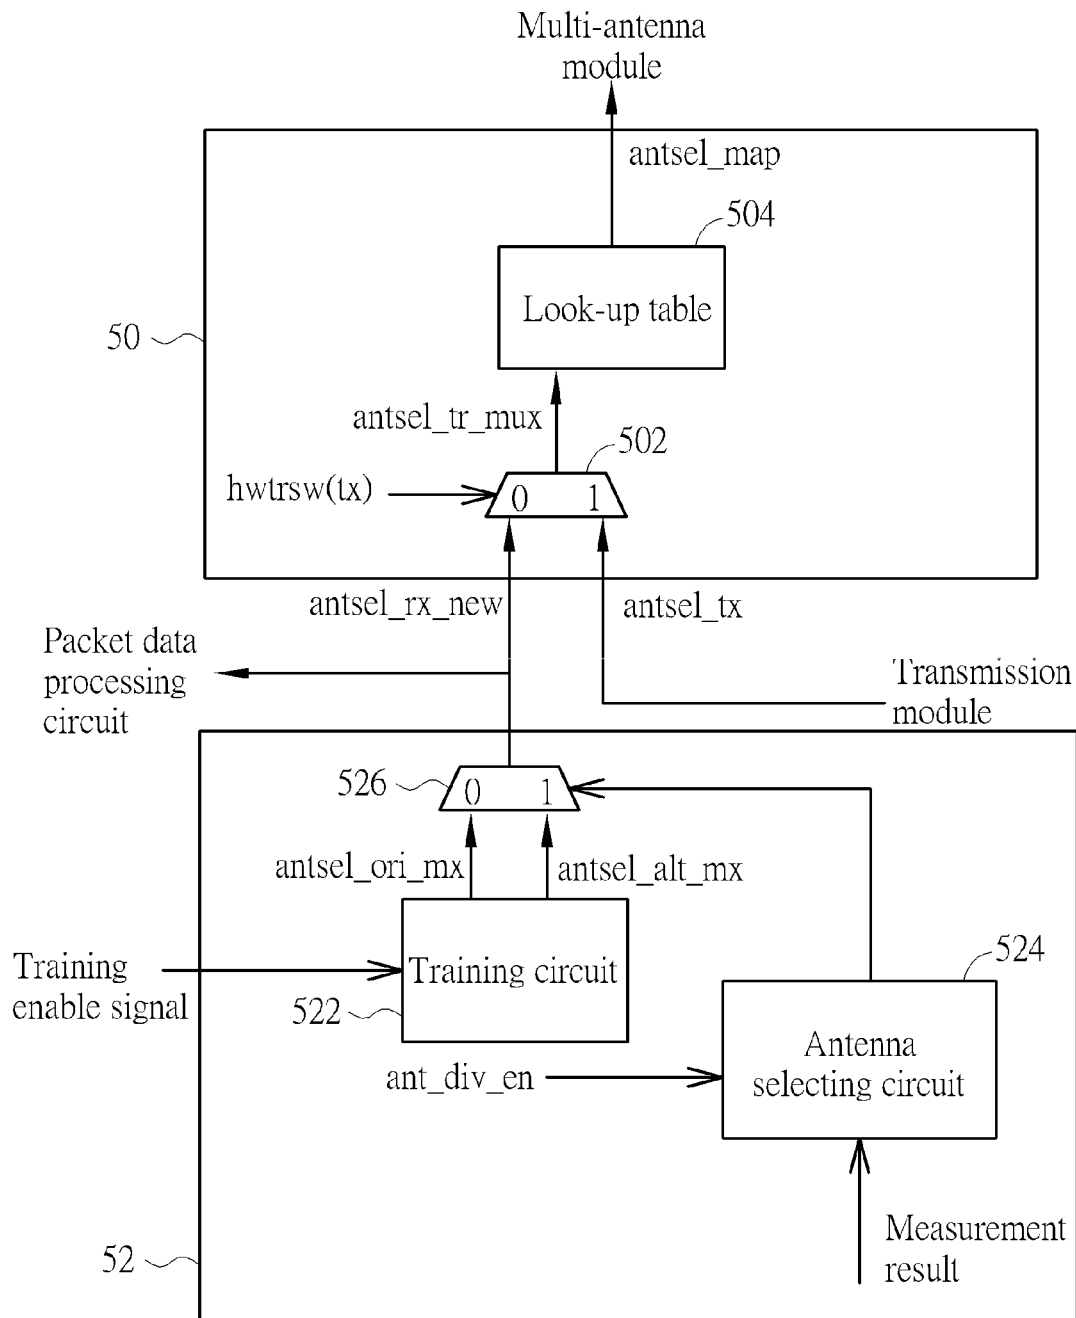 Multi-antenna
module
antsel_map
504
Look-up table
50
antsel_tr_mux
502
hwtrsw(tx)
0 1
antsel_rx_new
antsel_tx
Packet data
processing
circuit
Transmission
module
526
0 1
antsel_ori_mx
antsel_alt_mx
Training
enable signal
Training circuit
522
524
ant_div_en
Antenna
selecting circuit
Measurement
result
52